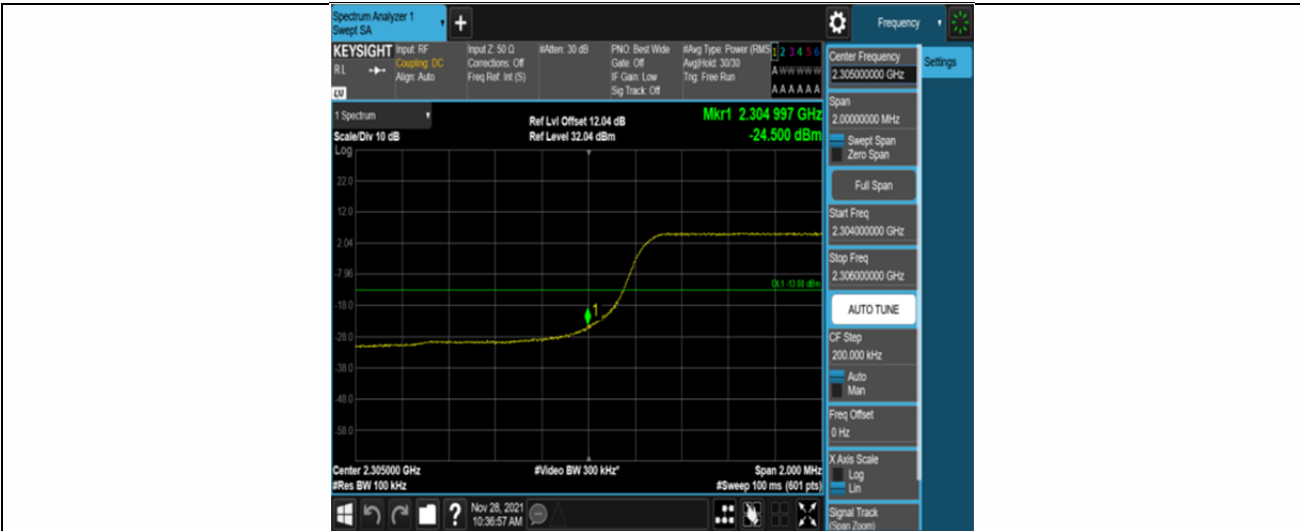 Spectrum Analyzer 1
Swept SA
+
Frequency
KEYSIGHT
Input: RF
Coupling: DC
Align: Auto
Input Z: 50 Ω
Corrections: Off
Freq Ref: Int (S)
#Atten: 30 dB
PNO: Best Wide
Gate: Off
IF Gain: Low
Sig Track: Off
#Avg Type: Power (RMS
Avg|Hold: 30/30
Trig: Free Run
1 2 3 4 5 6
A W W W W W
A A A A A A
R L
LXI
Center Frequency
2.305000000 GHz
Settings
Span
2.00000000 MHz
Swept Span
Zero Span
Full Span
Start Freq
2.304000000 GHz
Stop Freq
2.306000000 GHz
AUTO TUNE
CF Step
200.000 kHz
Auto
Man
Freq Offset
0 Hz
X Axis Scale
Log
Lin
Signal Track
(Span Zoom)
1 Spectrum
Scale/Div 10 dB
Log
Ref Lvl Offset 12.04 dB
Ref Level 32.04 dBm
Mkr1 2.304 997 GHz
-24.500 dBm
22.0
12.0
2.04
-7.96
DL1 -13.00 dBm
-18.0
1
-28.0
-38.0
-48.0
-58.0
Center 2.305000 GHz
#Res BW 100 kHz
#Video BW 300 kHz*
Span 2.000 MHz
#Sweep 100 ms (601 pts)
?
Nov 28, 2021
10:36:57 AM